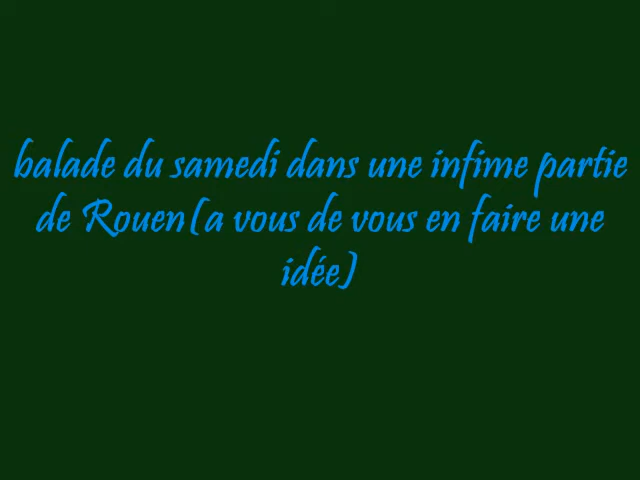 balade du samedi dans une infime partie
de Rouen(a vous de vous en faire une
idée)